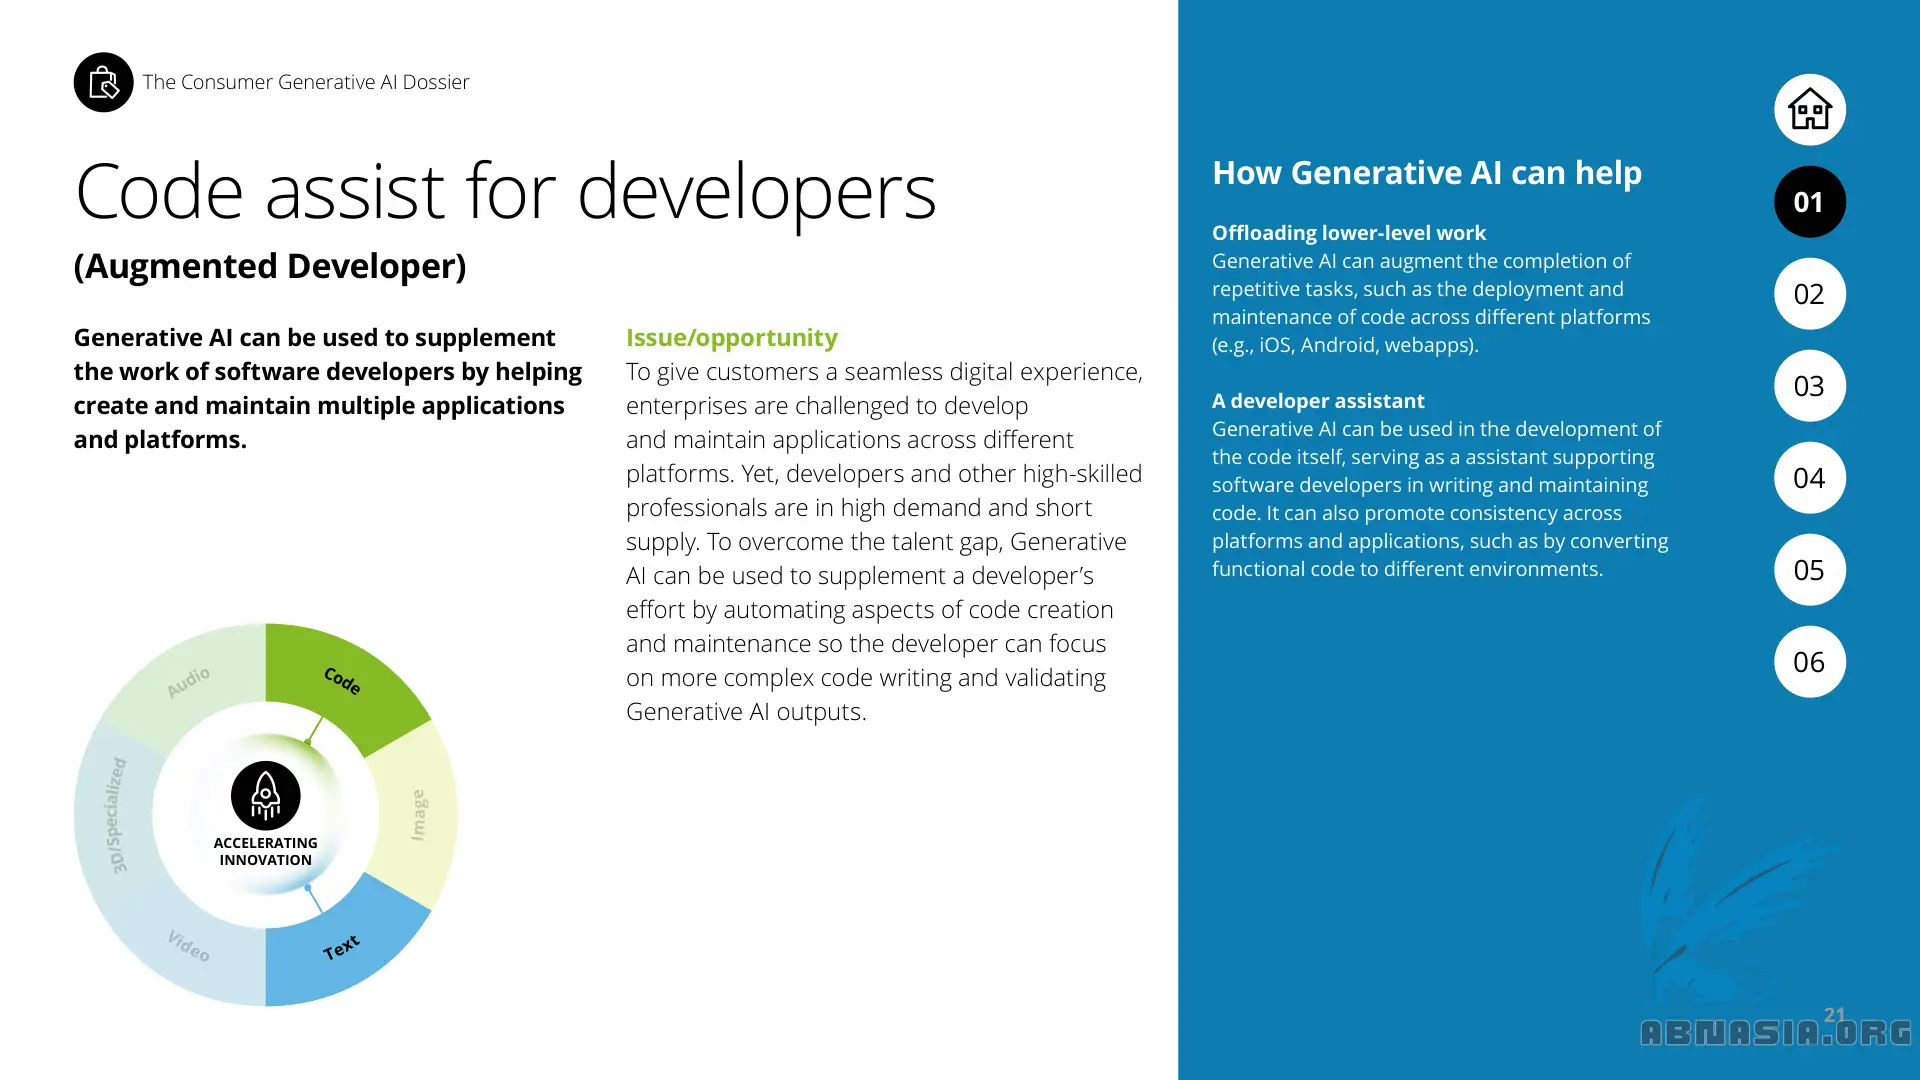 The Consumer Generative AI Dossier
Code assist for developers
(Augmented Developer)
Generative AI can be used to supplement
the work of software developers by helping
create and maintain multiple applications
and platforms.
Issue/opportunity
To give customers a seamless digital experience,
enterprises are challenged to develop
and maintain applications across different
platforms. Yet, developers and other high-skilled
professionals are in high demand and short
supply. To overcome the talent gap, Generative
AI can be used to supplement a developer’s
effort by automating aspects of code creation
and maintenance so the developer can focus
on more complex code writing and validating
Generative AI outputs.
Audio
Code
3D/Specialized
Image
Video
Text
ACCELERATING
INNOVATION
How Generative AI can help
Offloading lower-level work
Generative AI can augment the completion of
repetitive tasks, such as the deployment and
maintenance of code across different platforms
(e.g., iOS, Android, webapps).
A developer assistant
Generative AI can be used in the development of
the code itself, serving as a assistant supporting
software developers in writing and maintaining
code. It can also promote consistency across
platforms and applications, such as by converting
functional code to different environments.
01
02
03
04
05
06
21
ABNASIA.ORG